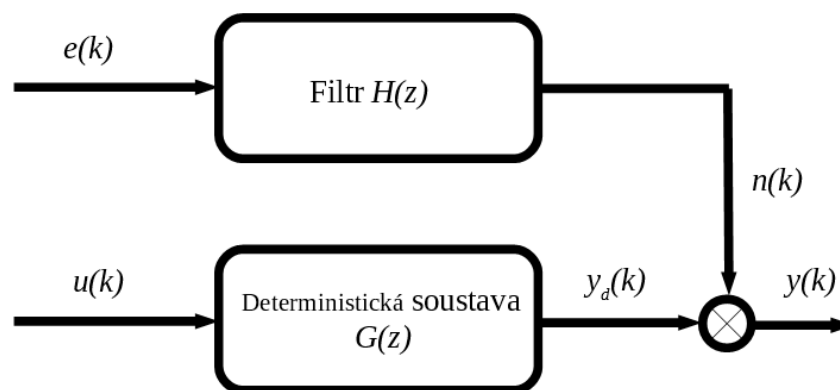 e(k)
Filtr H(z)
n(k)
u(k)
Deterministická soustava
G(z)
y_d(k)
y(k)